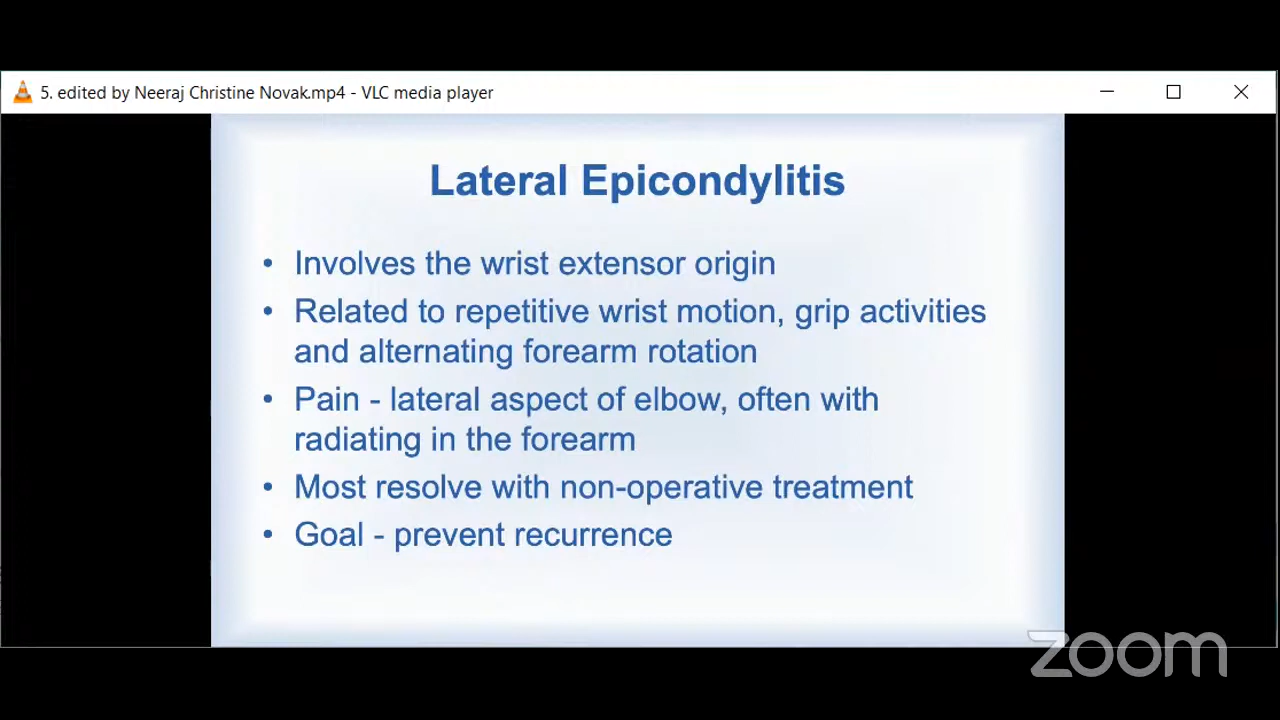 5. edited by Neeraj Christine Novak.mp4 - VLC media player
Lateral Epicondylitis
• Involves the wrist extensor origin
• Related to repetitive wrist motion, grip activities
and alternating forearm rotation
• Pain - lateral aspect of elbow, often with
radiating in the forearm
• Most resolve with non-operative treatment
• Goal - prevent recurrence
zoom